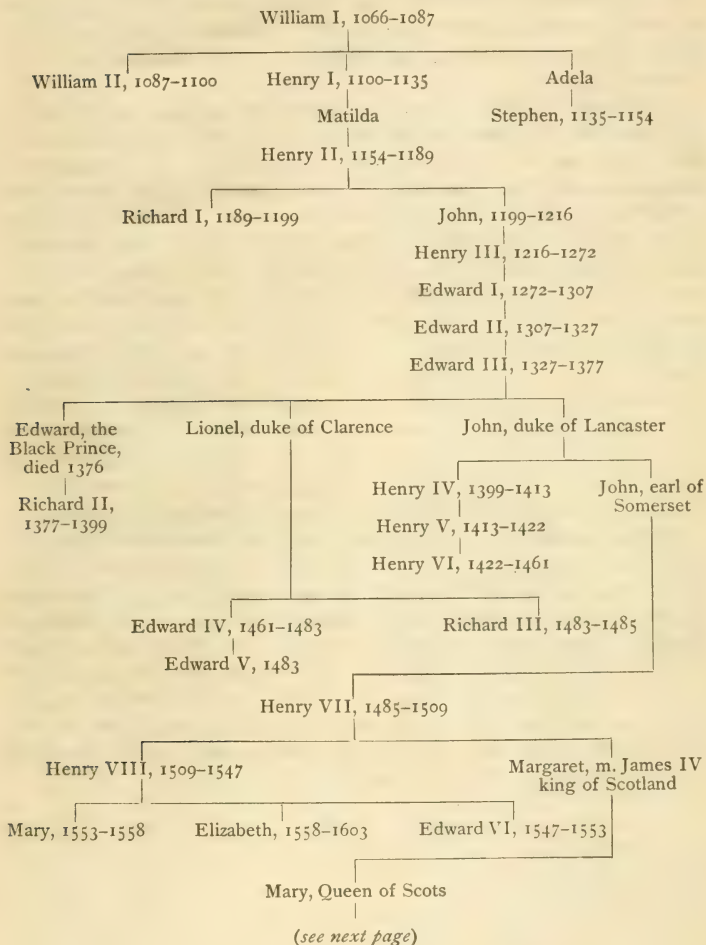 William I, 1066–1087
William II, 1087–1100 Henry I, 1100–1135 Adela
Matilda Stephen, 1135–1154
Henry II, 1154–1189
Richard I, 1189–1199 John, 1199–1216
Henry III, 1216–1272
Edward I, 1272–1307
Edward II, 1307–1327
Edward III, 1327–1377
Edward, the Lionel, duke of Clarence John, duke of Lancaster
Black Prince,
died 1376
Richard II,
1377–1399
Henry IV, 1399–1413 John, earl of
Somerset
Henry V, 1413–1422
Henry VI, 1422–1461
Edward IV, 1461–1483 Richard III, 1483–1485
Edward V, 1483
Henry VII, 1485–1509
Henry VIII, 1509–1547 Margaret, m. James IV
king of Scotland
Mary, 1553–1558 Elizabeth, 1558–1603 Edward VI, 1547–1553
Mary, Queen of Scots
(see next page)